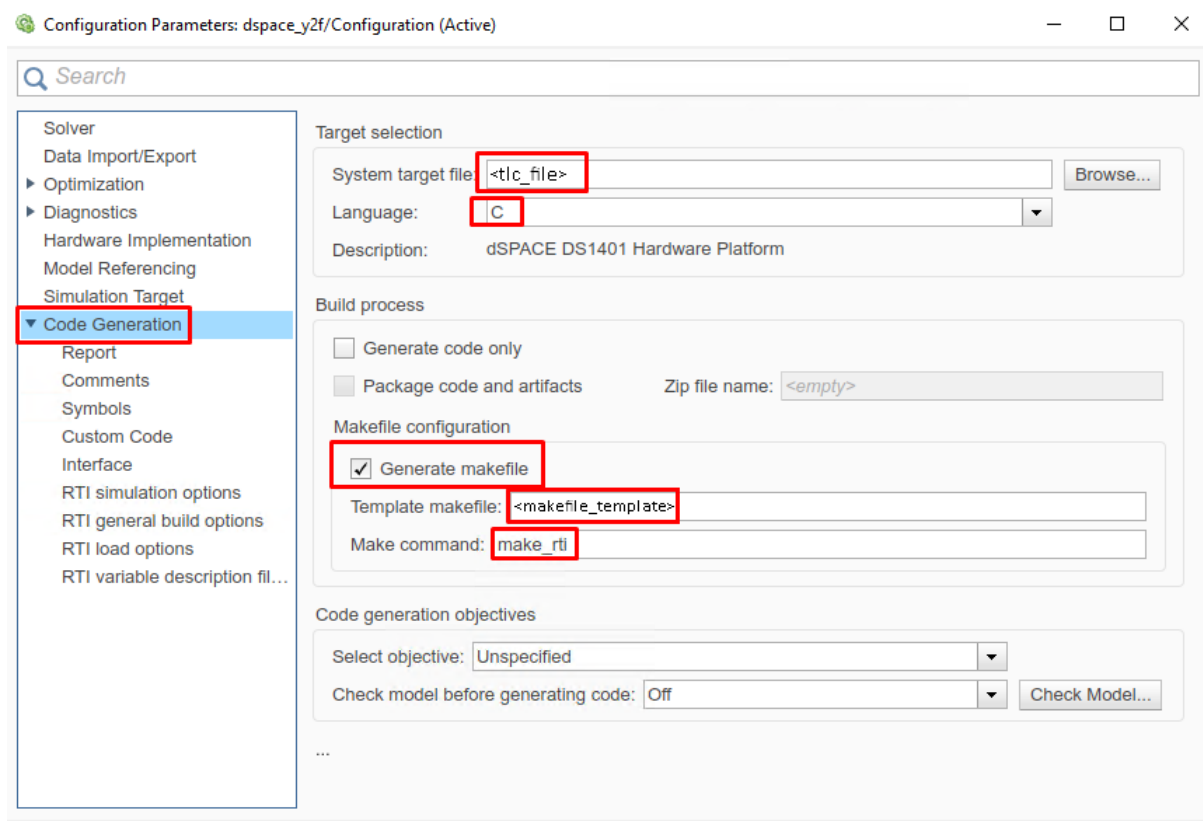 Configuration Parameters: dspace_y2f/Configuration (Active)
Search
Solver
Data Import/Export
Optimization
Diagnostics
Hardware Implementation
Model Referencing
Simulation Target
Code Generation
Report
Comments
Symbols
Custom Code
Interface
RTI simulation options
RTI general build options
RTI load options
RTI variable description fil...
Target selection
System target file: <tlc_file> Browse...
Language: C
Description: dSPACE DS1401 Hardware Platform
Build process
Generate code only
Package code and artifacts Zip file name: <empty>
Makefile configuration
Generate makefile
Template makefile: <makefile_template>
Make command: make_rti
Code generation objectives
Select objective: Unspecified
Check model before generating code: Off Check Model...
...